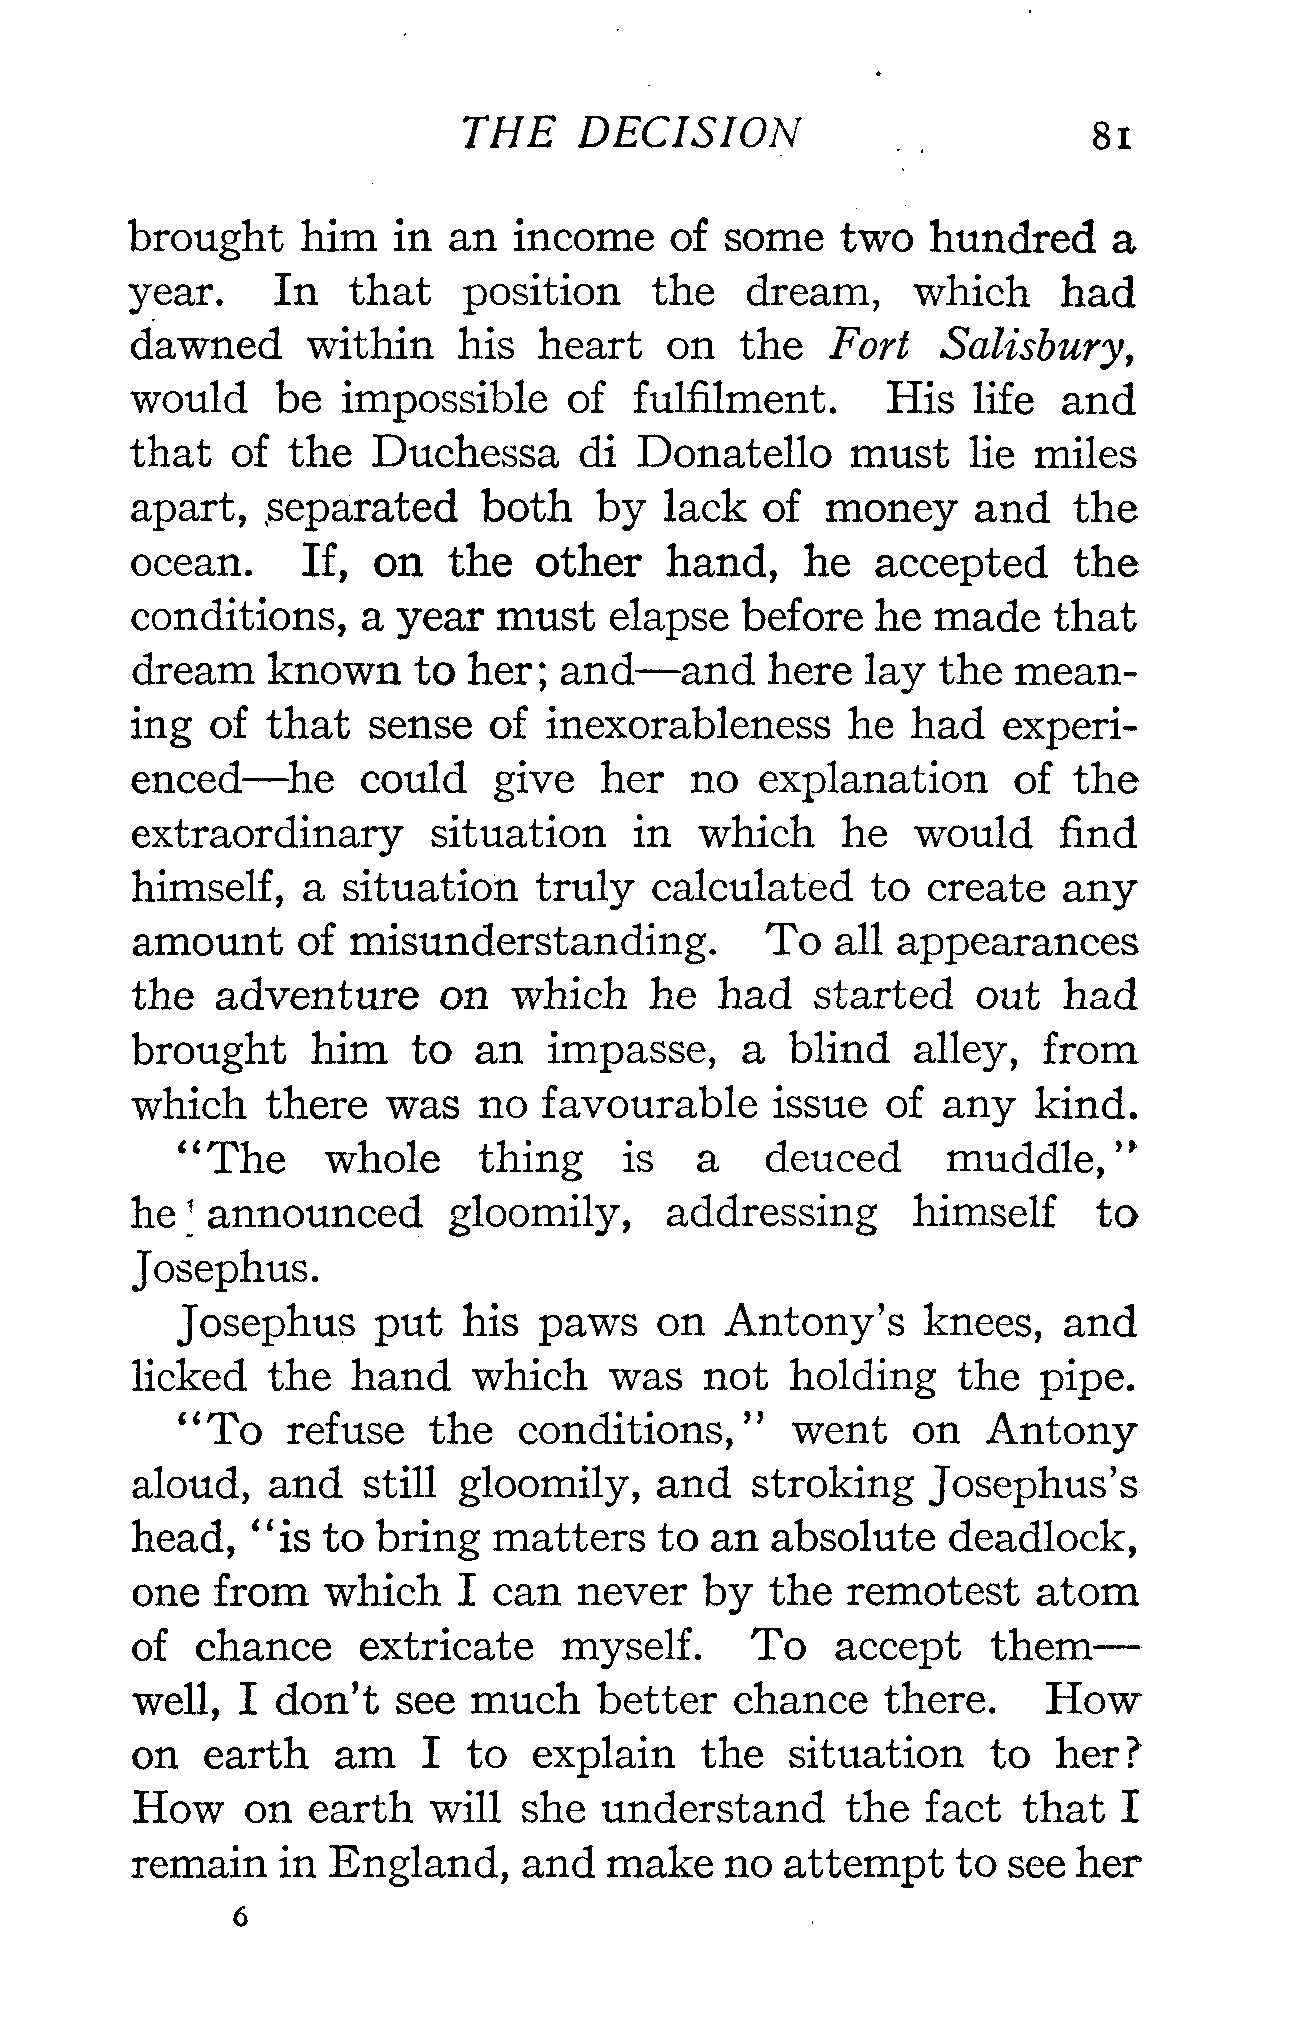 THE DECISION 81
brought him in an income of some two hundred a
year. In that position the dream, which had
dawned within his heart on the Fort Salisbury,
would be impossible of fulfilment. His life and
that of the Duchessa di Donatello must lie miles
apart, separated both by lack of money and the
ocean. If, on the other hand, he accepted the
conditions, a year must elapse before he made that
dream known to her; and—and here lay the mean-
ing of that sense of inexorableness he had experi-
enced—he could give her no explanation of the
extraordinary situation in which he would find
himself, a situation truly calculated to create any
amount of misunderstanding. To all appearances
the adventure on which he had started out had
brought him to an impasse, a blind alley, from
which there was no favourable issue of any kind.
"The whole thing is a deuced muddle,"
he announced gloomily, addressing himself to
Josephus.
Josephus put his paws on Antony's knees, and
licked the hand which was not holding the pipe.
"To refuse the conditions," went on Antony
aloud, and still gloomily, and stroking Josephus's
head, "is to bring matters to an absolute deadlock,
one from which I can never by the remotest atom
of chance extricate myself. To accept them—
well, I don't see much better chance there. How
on earth am I to explain the situation to her?
How on earth will she understand the fact that I
remain in England, and make no attempt to see her
6